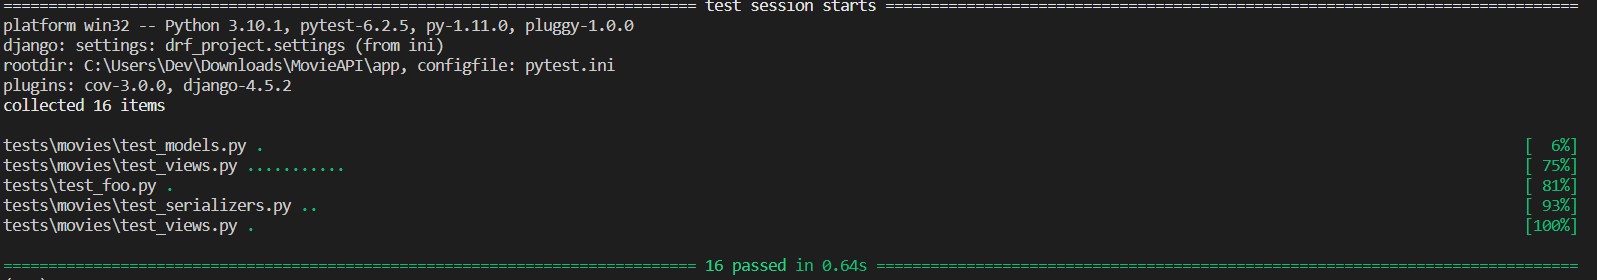 ============================================================================= test session starts =============================================================================
platform win32 -- Python 3.10.1, pytest-6.2.5, py-1.11.0, pluggy-1.0.0
django: settings: drf_project.settings (from ini)
rootdir: C:\Users\Dev\Downloads\MovieAPI\app, configfile: pytest.ini
plugins: cov-3.0.0, django-4.5.2
collected 16 items
tests\movies\test_models.py . [  6%]
tests\movies\test_views.py ........... [ 75%]
tests\test_foo.py . [ 81%]
tests\movies\test_serializers.py .. [ 93%]
tests\movies\test_views.py . [100%]
============================================================================= 16 passed in 0.64s ==============================================================================